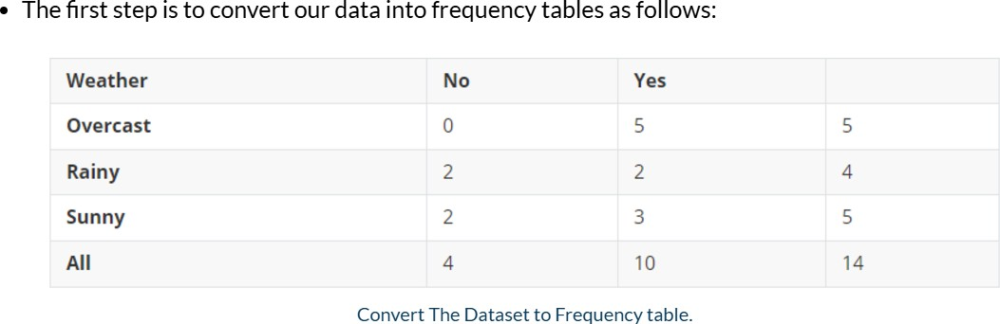 • The first step is to convert our data into frequency tables as follows:
Weather No Yes
Overcast 0 5 5
Rainy 2 2 4
Sunny 2 3 5
All 4 10 14
Convert The Dataset to Frequency table.